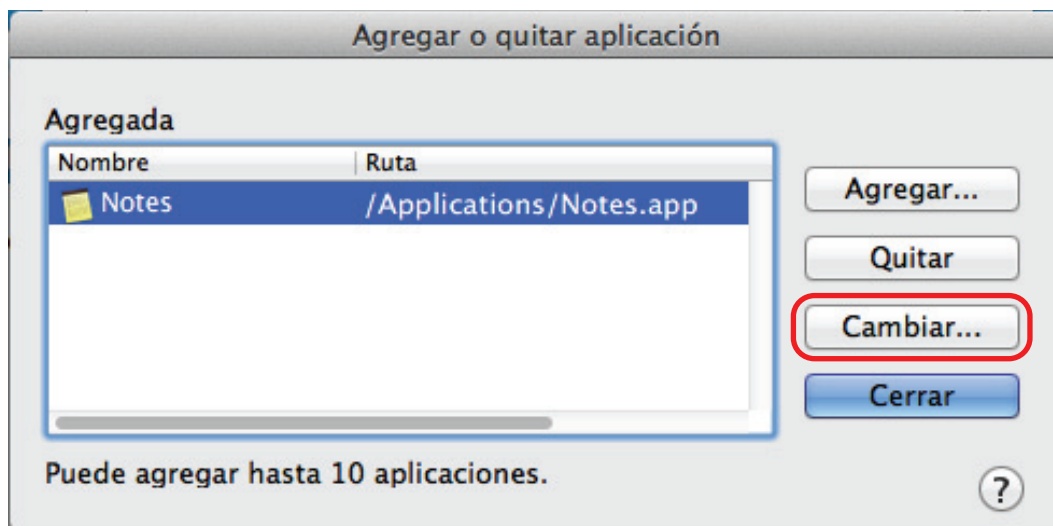 Agregar o quitar aplicación
Agregada
Nombre Ruta
Notes /Applications/Notes.app
Agregar...
Quitar
Cambiar...
Cerrar
Puede agregar hasta 10 aplicaciones.
?